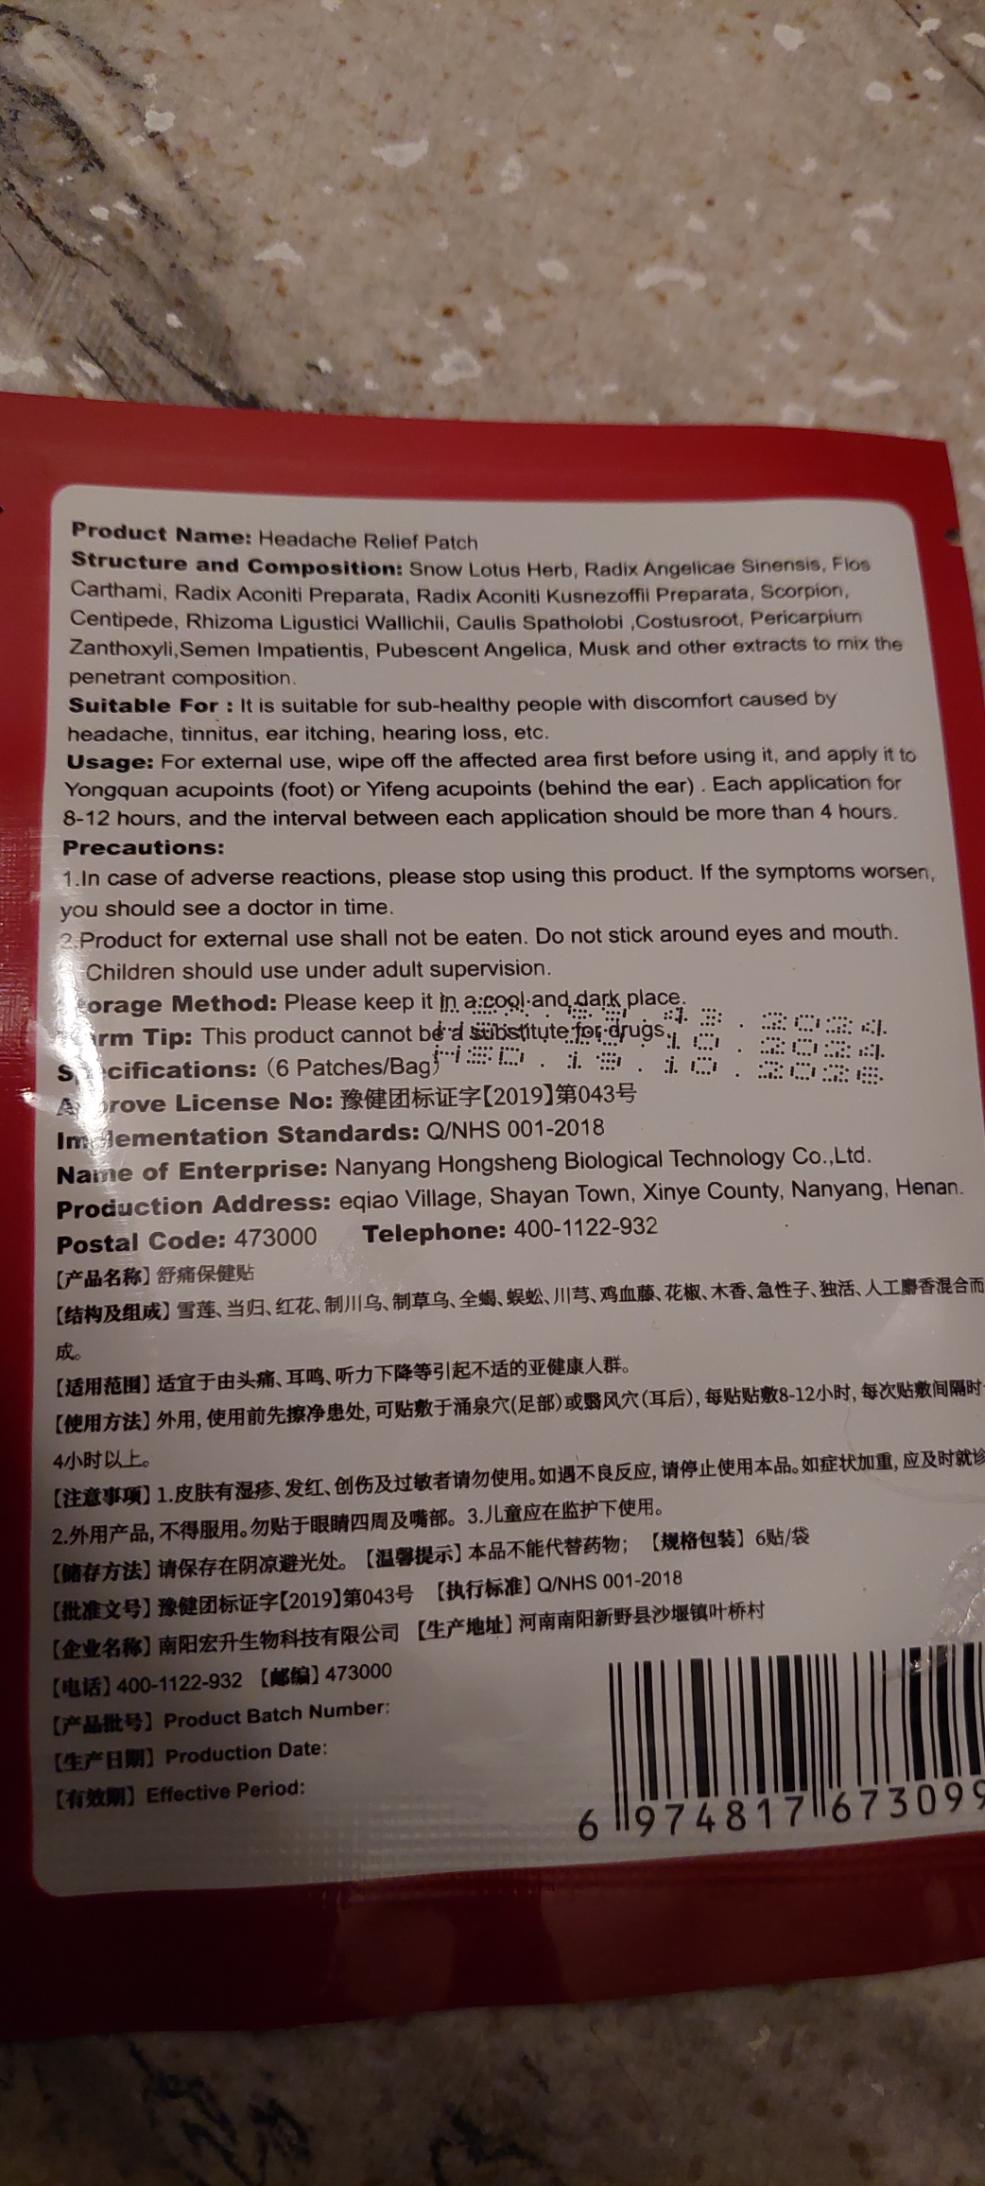 Product Name: Headache Relief Patch
Structure and Composition: Snow Lotus Herb, Radix Angelicae Sinensis, Flos
Carthami, Radix Aconiti Preparata, Radix Aconiti Kusnezoffii Preparata, Scorpion,
Centipede, Rhizoma Ligustici Wallichii, Caulis Spatholobi ,Costusroot, Pericarpium
Zanthoxyli,Semen Impatientis, Pubescent Angelica, Musk and other extracts to mix the
penetrant composition.
Suitable For : It is suitable for sub-healthy people with discomfort caused by
headache, tinnitus, ear itching, hearing loss, etc.
Usage: For external use, wipe off the affected area first before using it, and apply it to
Yongquan acupoints (foot) or Yifeng acupoints (behind the ear) . Each application for
8-12 hours, and the interval between each application should be more than 4 hours.
Precautions:
1.In case of adverse reactions, please stop using this product. If the symptoms worsen,
you should see a doctor in time.
2.Product for external use shall not be eaten. Do not stick around eyes and mouth.
Children should use under adult supervision.
Storage Method: Please keep it in a cool and dark place.
Warm Tip: This product cannot be a substitute for drugs.
Specifications: (6 Patches/Bag)
Approve License No: 豫健团标证字【2019】第043号
Implementation Standards: Q/NHS 001-2018
Name of Enterprise: Nanyang Hongsheng Biological Technology Co.,Ltd.
Production Address: eqiao Village, Shayan Town, Xinye County, Nanyang, Henan.
Postal Code: 473000 Telephone: 400-1122-932
【产品名称】舒痛保健贴
【结构及组成】雪莲、当归、红花、制川乌、制草乌、全蝎、蜈蚣、川芎、鸡血藤、花椒、木香、急性子、独活、人工麝香混合而
成。
【适用范围】适宜于由头痛、耳鸣、听力下降等引起不适的亚健康人群。
【使用方法】外用, 使用前先擦净患处, 可贴敷于涌泉穴(足部)或翳风穴(耳后), 每贴贴敷8-12小时, 每次贴敷间隔时
4小时以上。
【注意事项】1.皮肤有湿疹、发红、创伤及过敏者请勿使用。如遇不良反应, 请停止使用本品。如症状加重, 应及时就诊
2.外用产品, 不得服用。勿贴于眼睛四周及嘴部。3.儿童应在监护下使用。
【储存方法】请保存在阴凉避光处。【温馨提示】本品不能代替药物; 【规格包装】6贴/袋
【批准文号】豫健团标证字【2019】第043号 【执行标准】Q/NHS 001-2018
【企业名称】南阳宏升生物科技有限公司 【生产地址】河南南阳新野县沙堰镇叶桥村
【电话】400-1122-932 【邮编】473000
【产品批号】Product Batch Number:
【生产日期】Production Date:
【有效期】Effective Period:
6 974817 673099